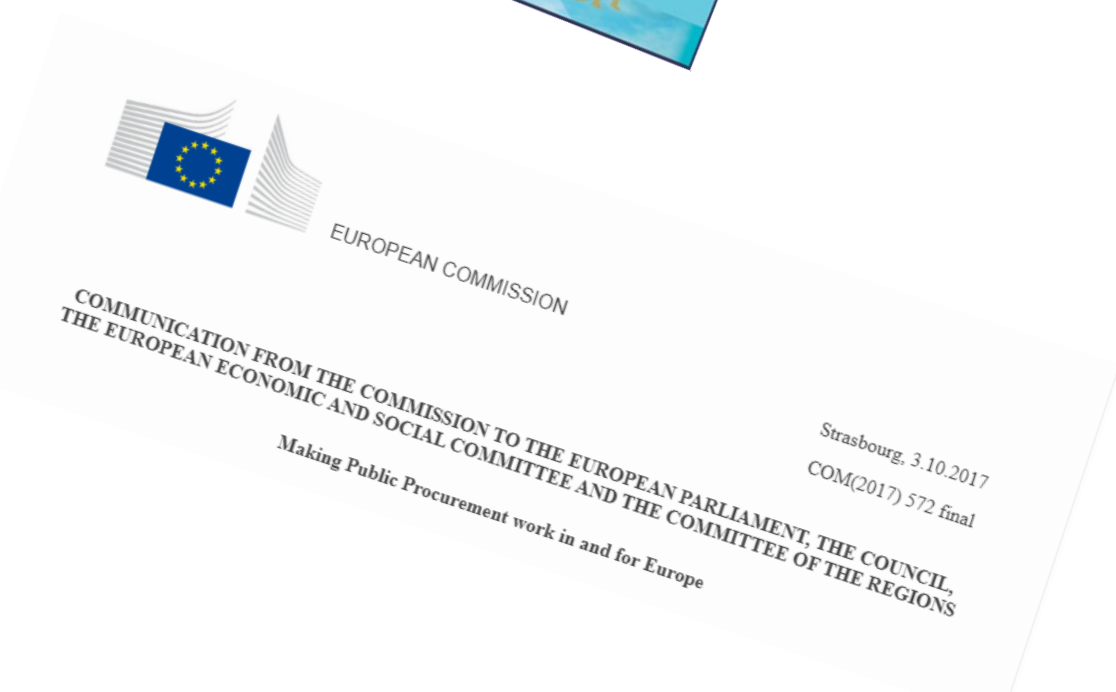 EUROPEAN COMMISSION
Strasbourg, 3.10.2017
COM(2017) 572 final
COMMUNICATION FROM THE COMMISSION TO THE EUROPEAN PARLIAMENT, THE COUNCIL,
THE EUROPEAN ECONOMIC AND SOCIAL COMMITTEE AND THE COMMITTEE OF THE REGIONS
Making Public Procurement work in and for Europe